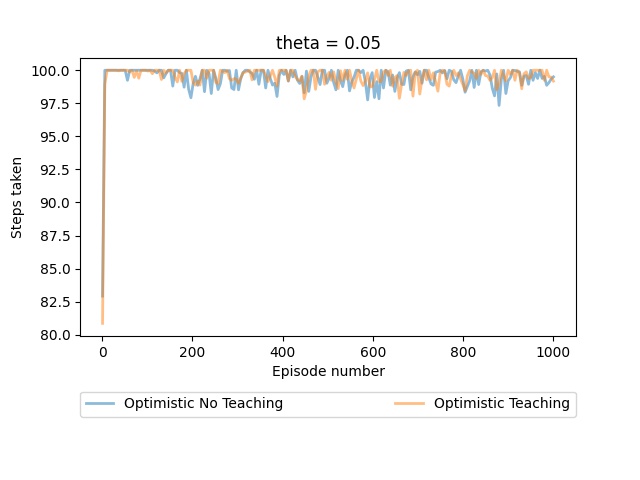 theta = 0.05
100.0
97.5
95.0
92.5
90.0
87.5
85.0
82.5
80.0
Steps taken
0 200 400 600 800 1000
Episode number
Optimistic No Teaching Optimistic Teaching